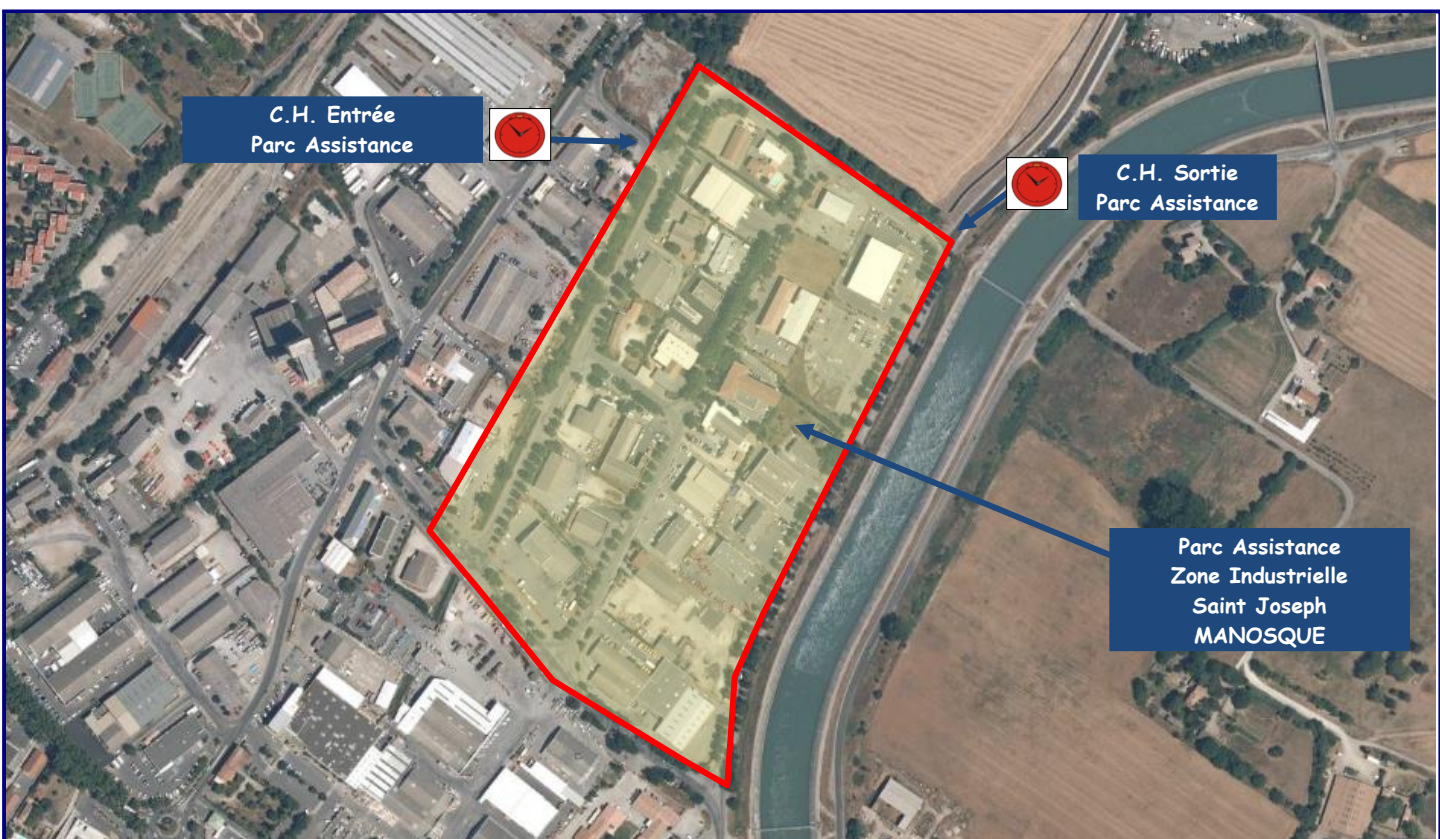 C.H. Entrée
Parc Assistance
C.H. Sortie
Parc Assistance
Parc Assistance
Zone Industrielle
Saint Joseph
MANOSQUE